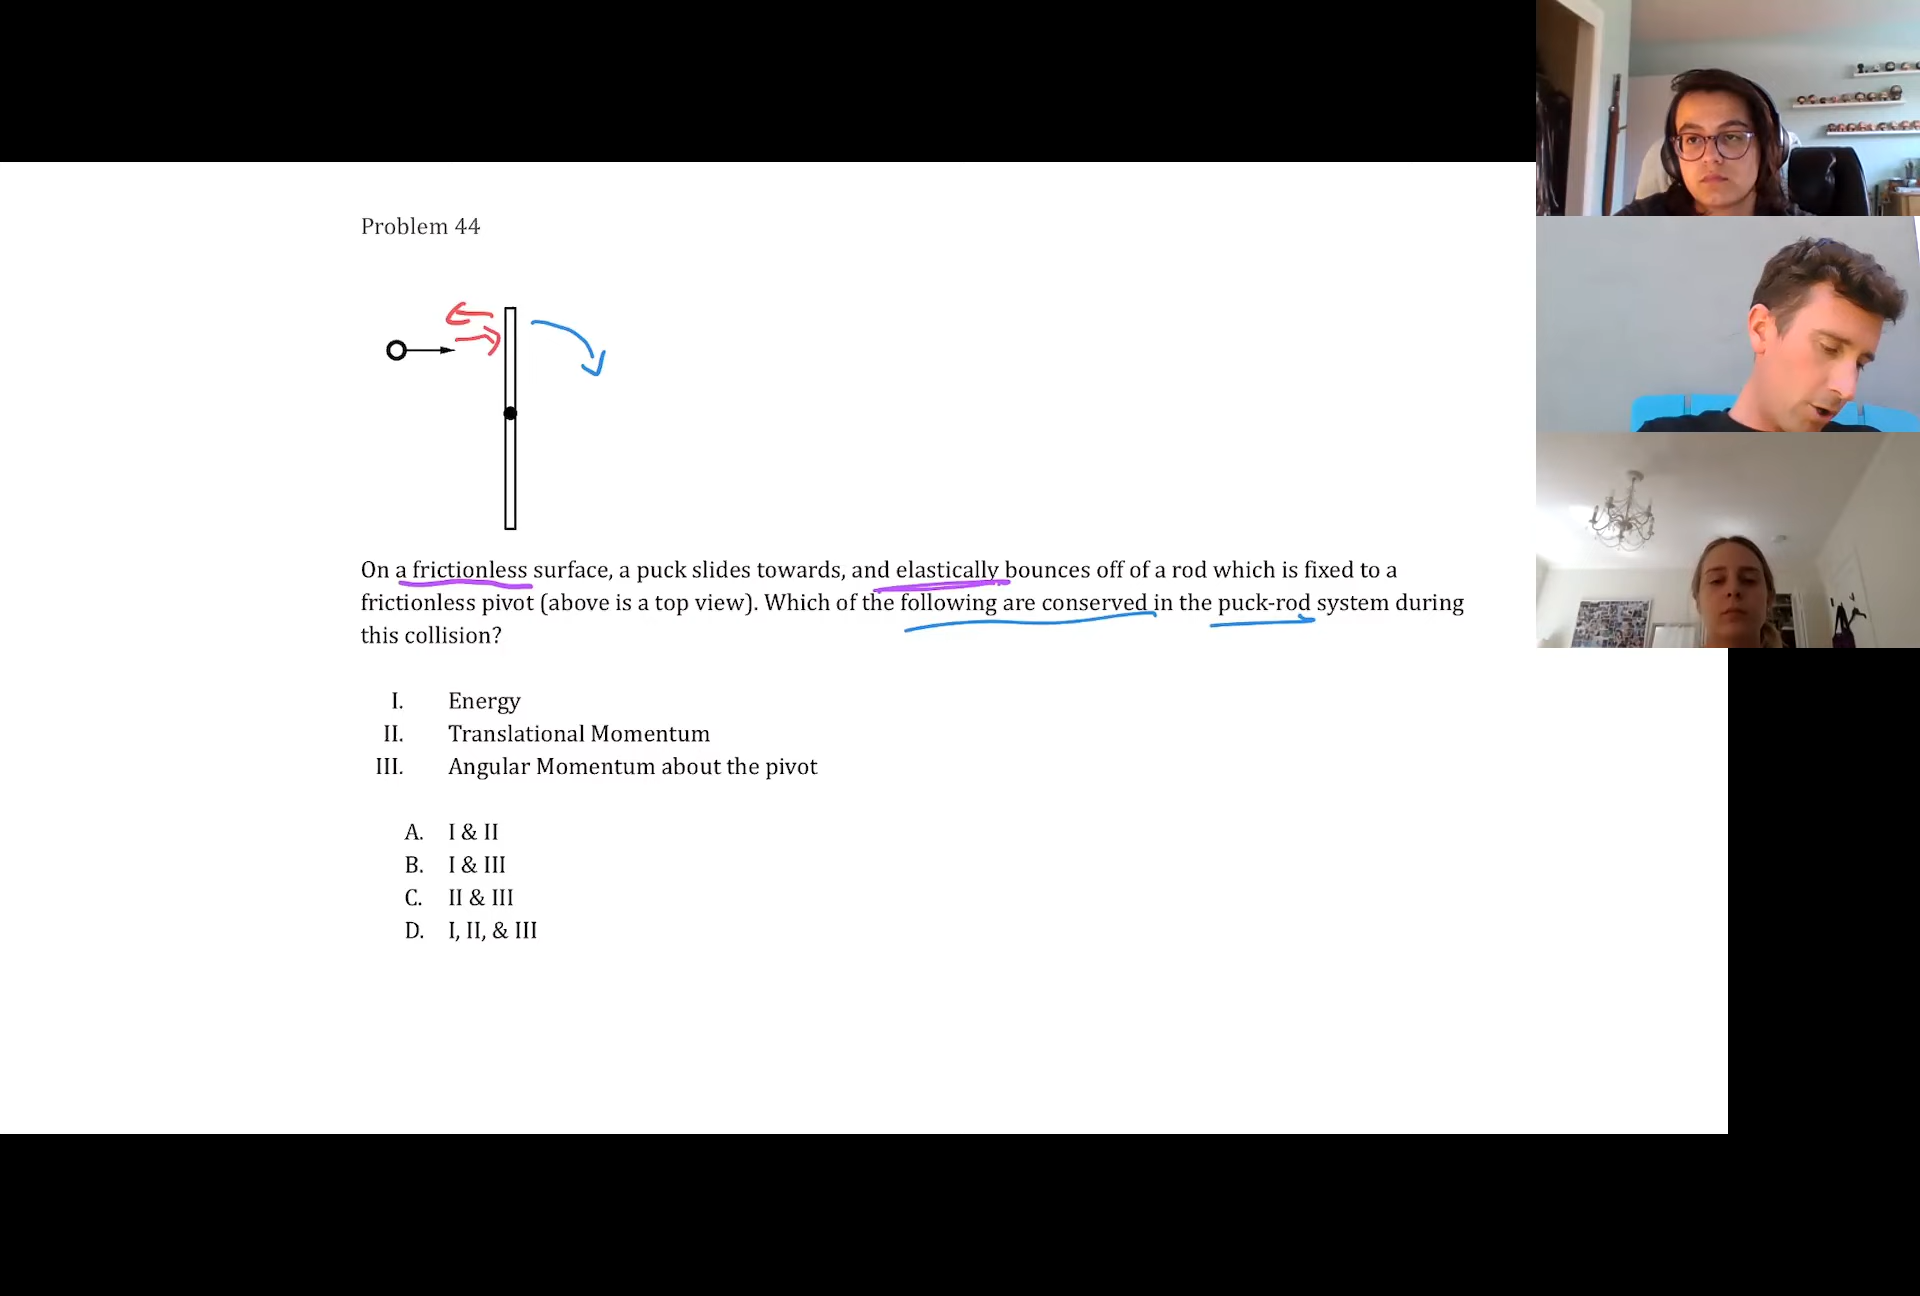 Problem 44
On a frictionless surface, a puck slides towards, and elastically bounces off of a rod which is fixed to a
frictionless pivot (above is a top view). Which of the following are conserved in the puck-rod system during
this collision?
I. Energy
II. Translational Momentum
III. Angular Momentum about the pivot
A. I & II
B. I & III
C. II & III
D. I, II, & III